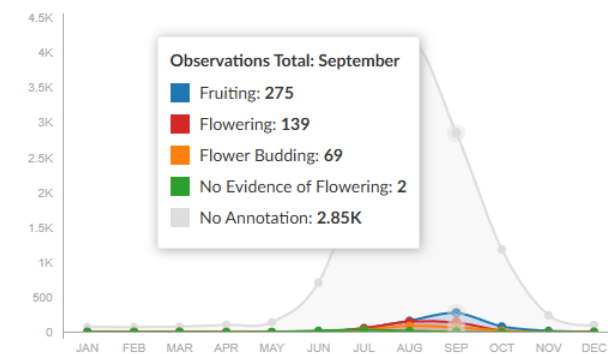 4.5K
4K
3.5K
3K
2.5K
2K
1.5K
1K
500
0
Observations Total: September
Fruiting: 275
Flowering: 139
Flower Budding: 69
No Evidence of Flowering: 2
No Annotation: 2.85K
JAN FEB MAR APR MAY JUN JUL AUG SEP OCT NOV DEC